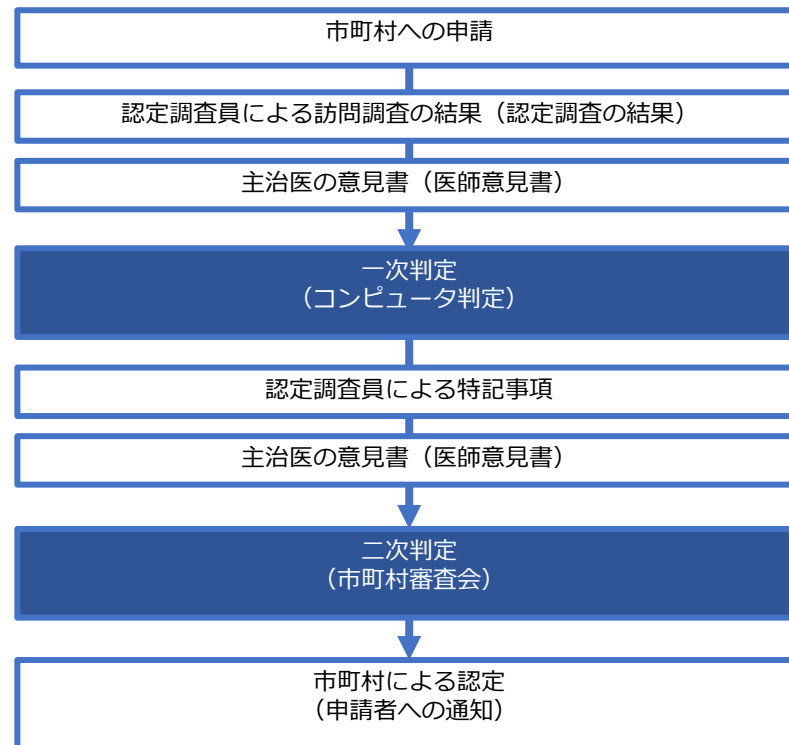 市町村への申請
認定調査員による訪問調査の結果（認定調査の結果）
主治医の意見書（医師意見書）
一次判定
（コンピュータ判定）
認定調査員による特記事項
主治医の意見書（医師意見書）
二次判定
（市町村審査会）
市町村による認定
（申請者への通知）